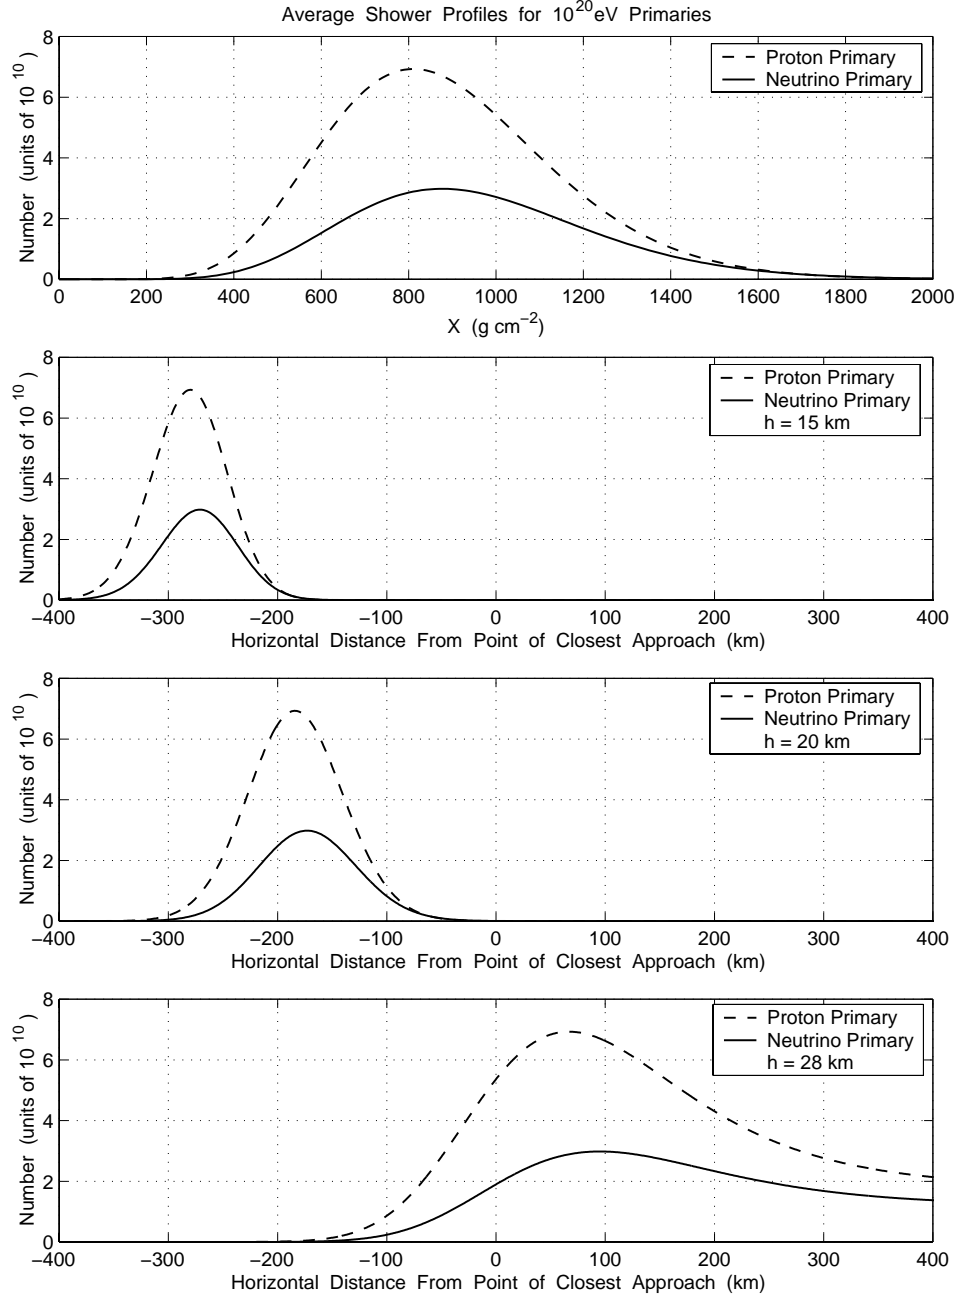 Average Shower Profiles for 10^20 eV Primaries
8
6
4
2
0
Number (units of 10^10)
Proton Primary
Neutrino Primary
0 200 400 600 800 1000 1200 1400 1600 1800 2000
X (g cm^−2)
8
6
4
2
0
Number (units of 10^10)
Proton Primary
Neutrino Primary
h = 15 km
−400 −300 −200 −100 0 100 200 300 400
Horizontal Distance From Point of Closest Approach (km)
8
6
4
2
0
Number (units of 10^10)
Proton Primary
Neutrino Primary
h = 20 km
−400 −300 −200 −100 0 100 200 300 400
Horizontal Distance From Point of Closest Approach (km)
8
6
4
2
0
Number (units of 10^10)
Proton Primary
Neutrino Primary
h = 28 km
−400 −300 −200 −100 0 100 200 300 400
Horizontal Distance From Point of Closest Approach (km)